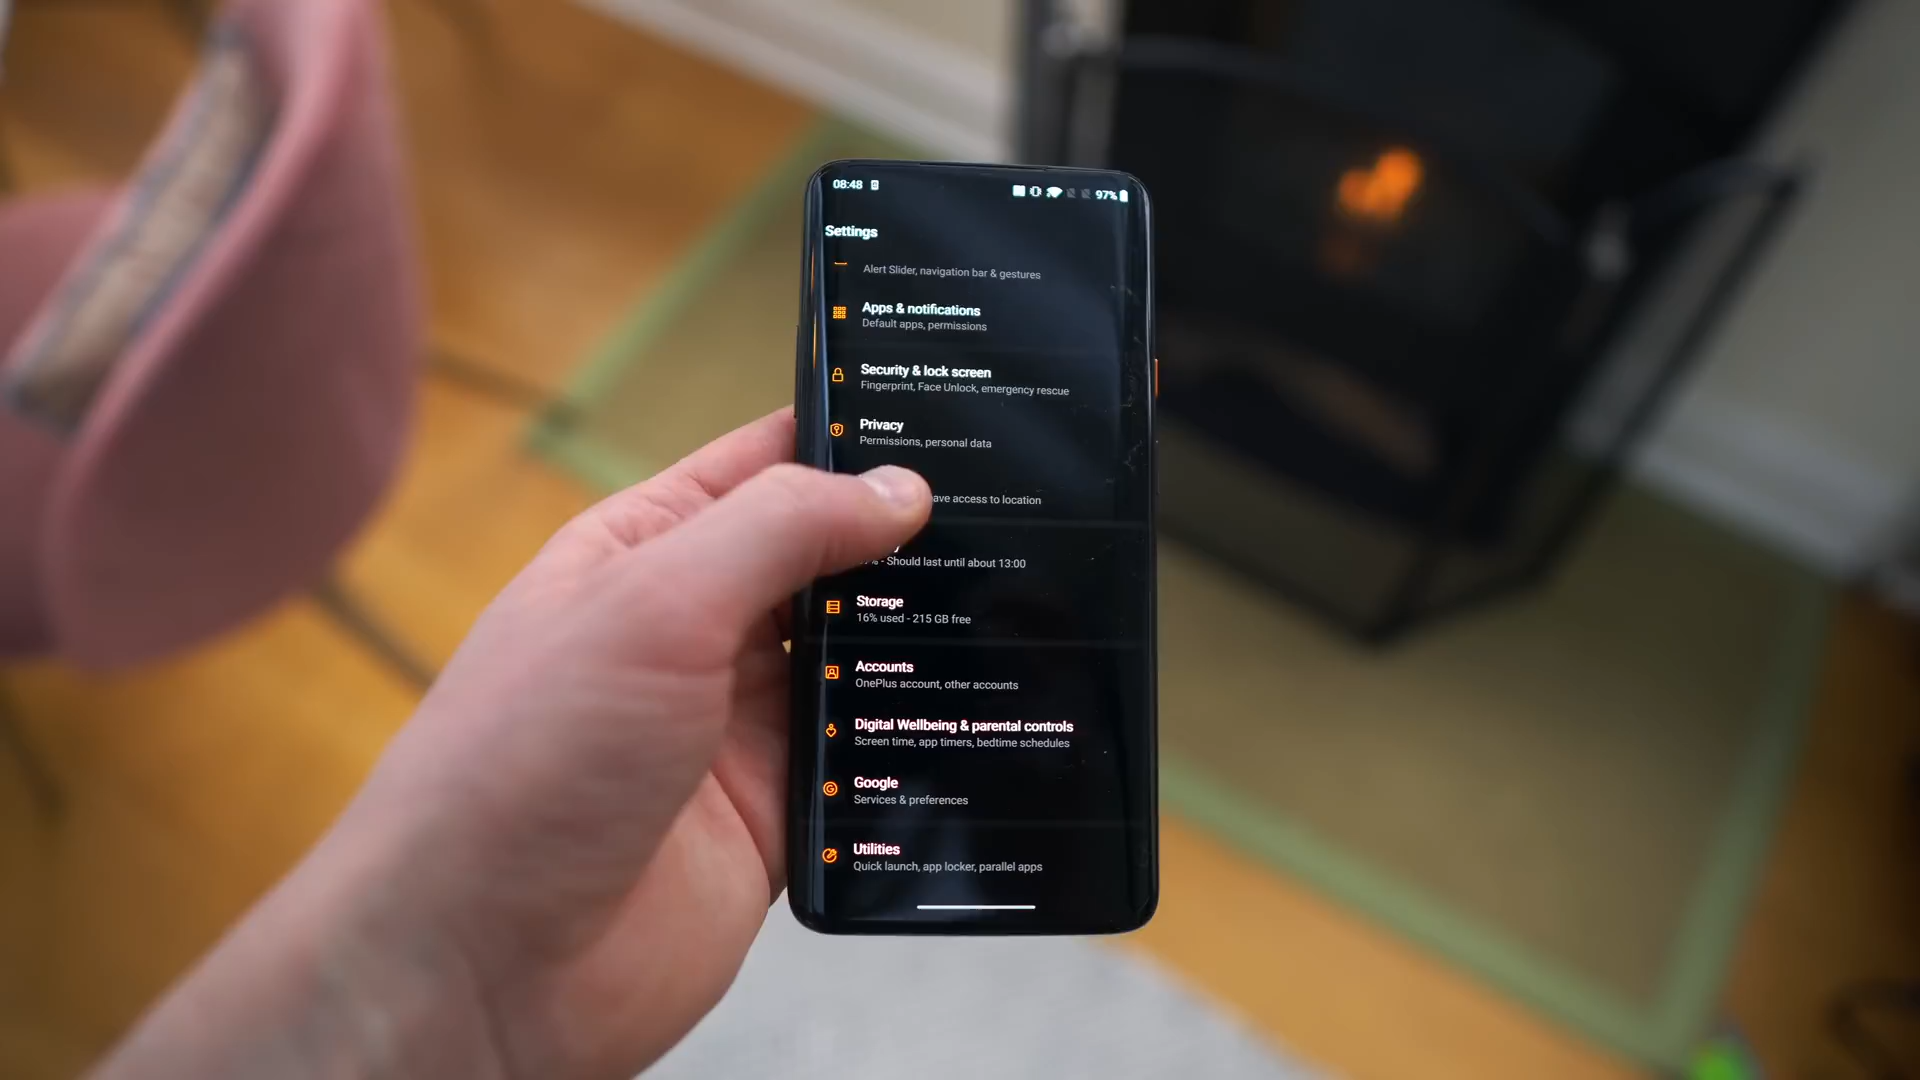 08:48
97%
Settings
Alert Slider, navigation bar & gestures
Apps & notifications
Default apps, permissions
Security & lock screen
Fingerprint, Face Unlock, emergency rescue
Privacy
Permissions, personal data
access to location
- Should last until about 13:00
Storage
16% used - 215 GB free
Accounts
OnePlus account, other accounts
Digital Wellbeing & parental controls
Screen time, app timers, bedtime schedules
Google
Services & preferences
Utilities
Quick launch, app locker, parallel apps